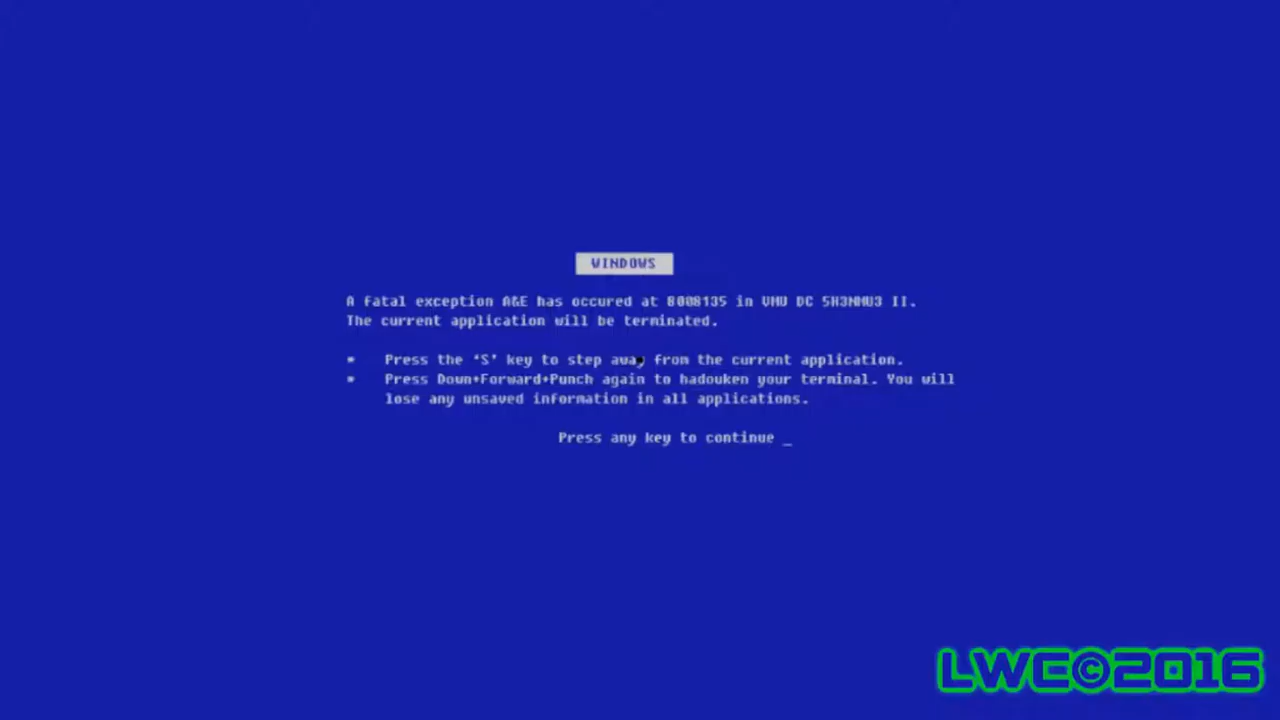 WINDOWS
A fatal exception A&E has occured at 8008135 in VMU DC 5H3NMU3 II.
The current application will be terminated.
* Press the 'S' key to step away from the current application.
* Press Down+Forward+Punch again to hadouken your terminal. You will
lose any unsaved information in all applications.
Press any key to continue _
LWC©2016